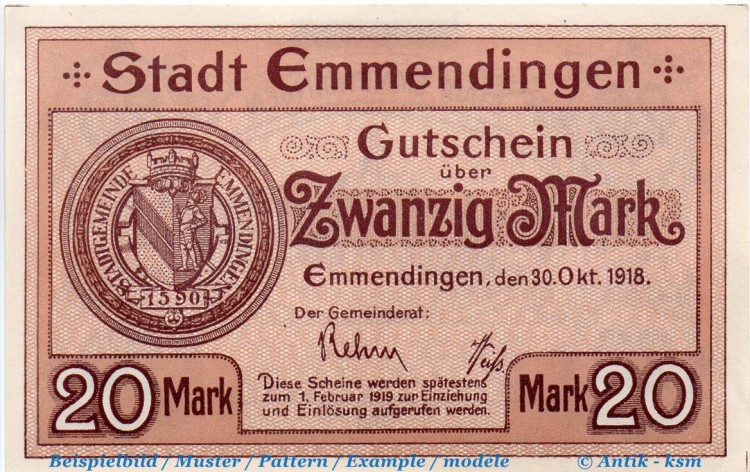 Stadt Emmendingen
STADTGEMEINDE EMMENDINGEN
1590
Gutschein
über
Zwanzig Mark
Emmendingen, den 30. Okt. 1918.
Der Gemeinderat:
Rehm Weiß.
20 Mark
Diese Scheine werden spätestens
zum 1. Februar 1919 zur Einziehung
und Einlösung aufgerufen werden.
Mark 20
Beispielbild / Muster / Pattern / Example / modele © Antik - ksm